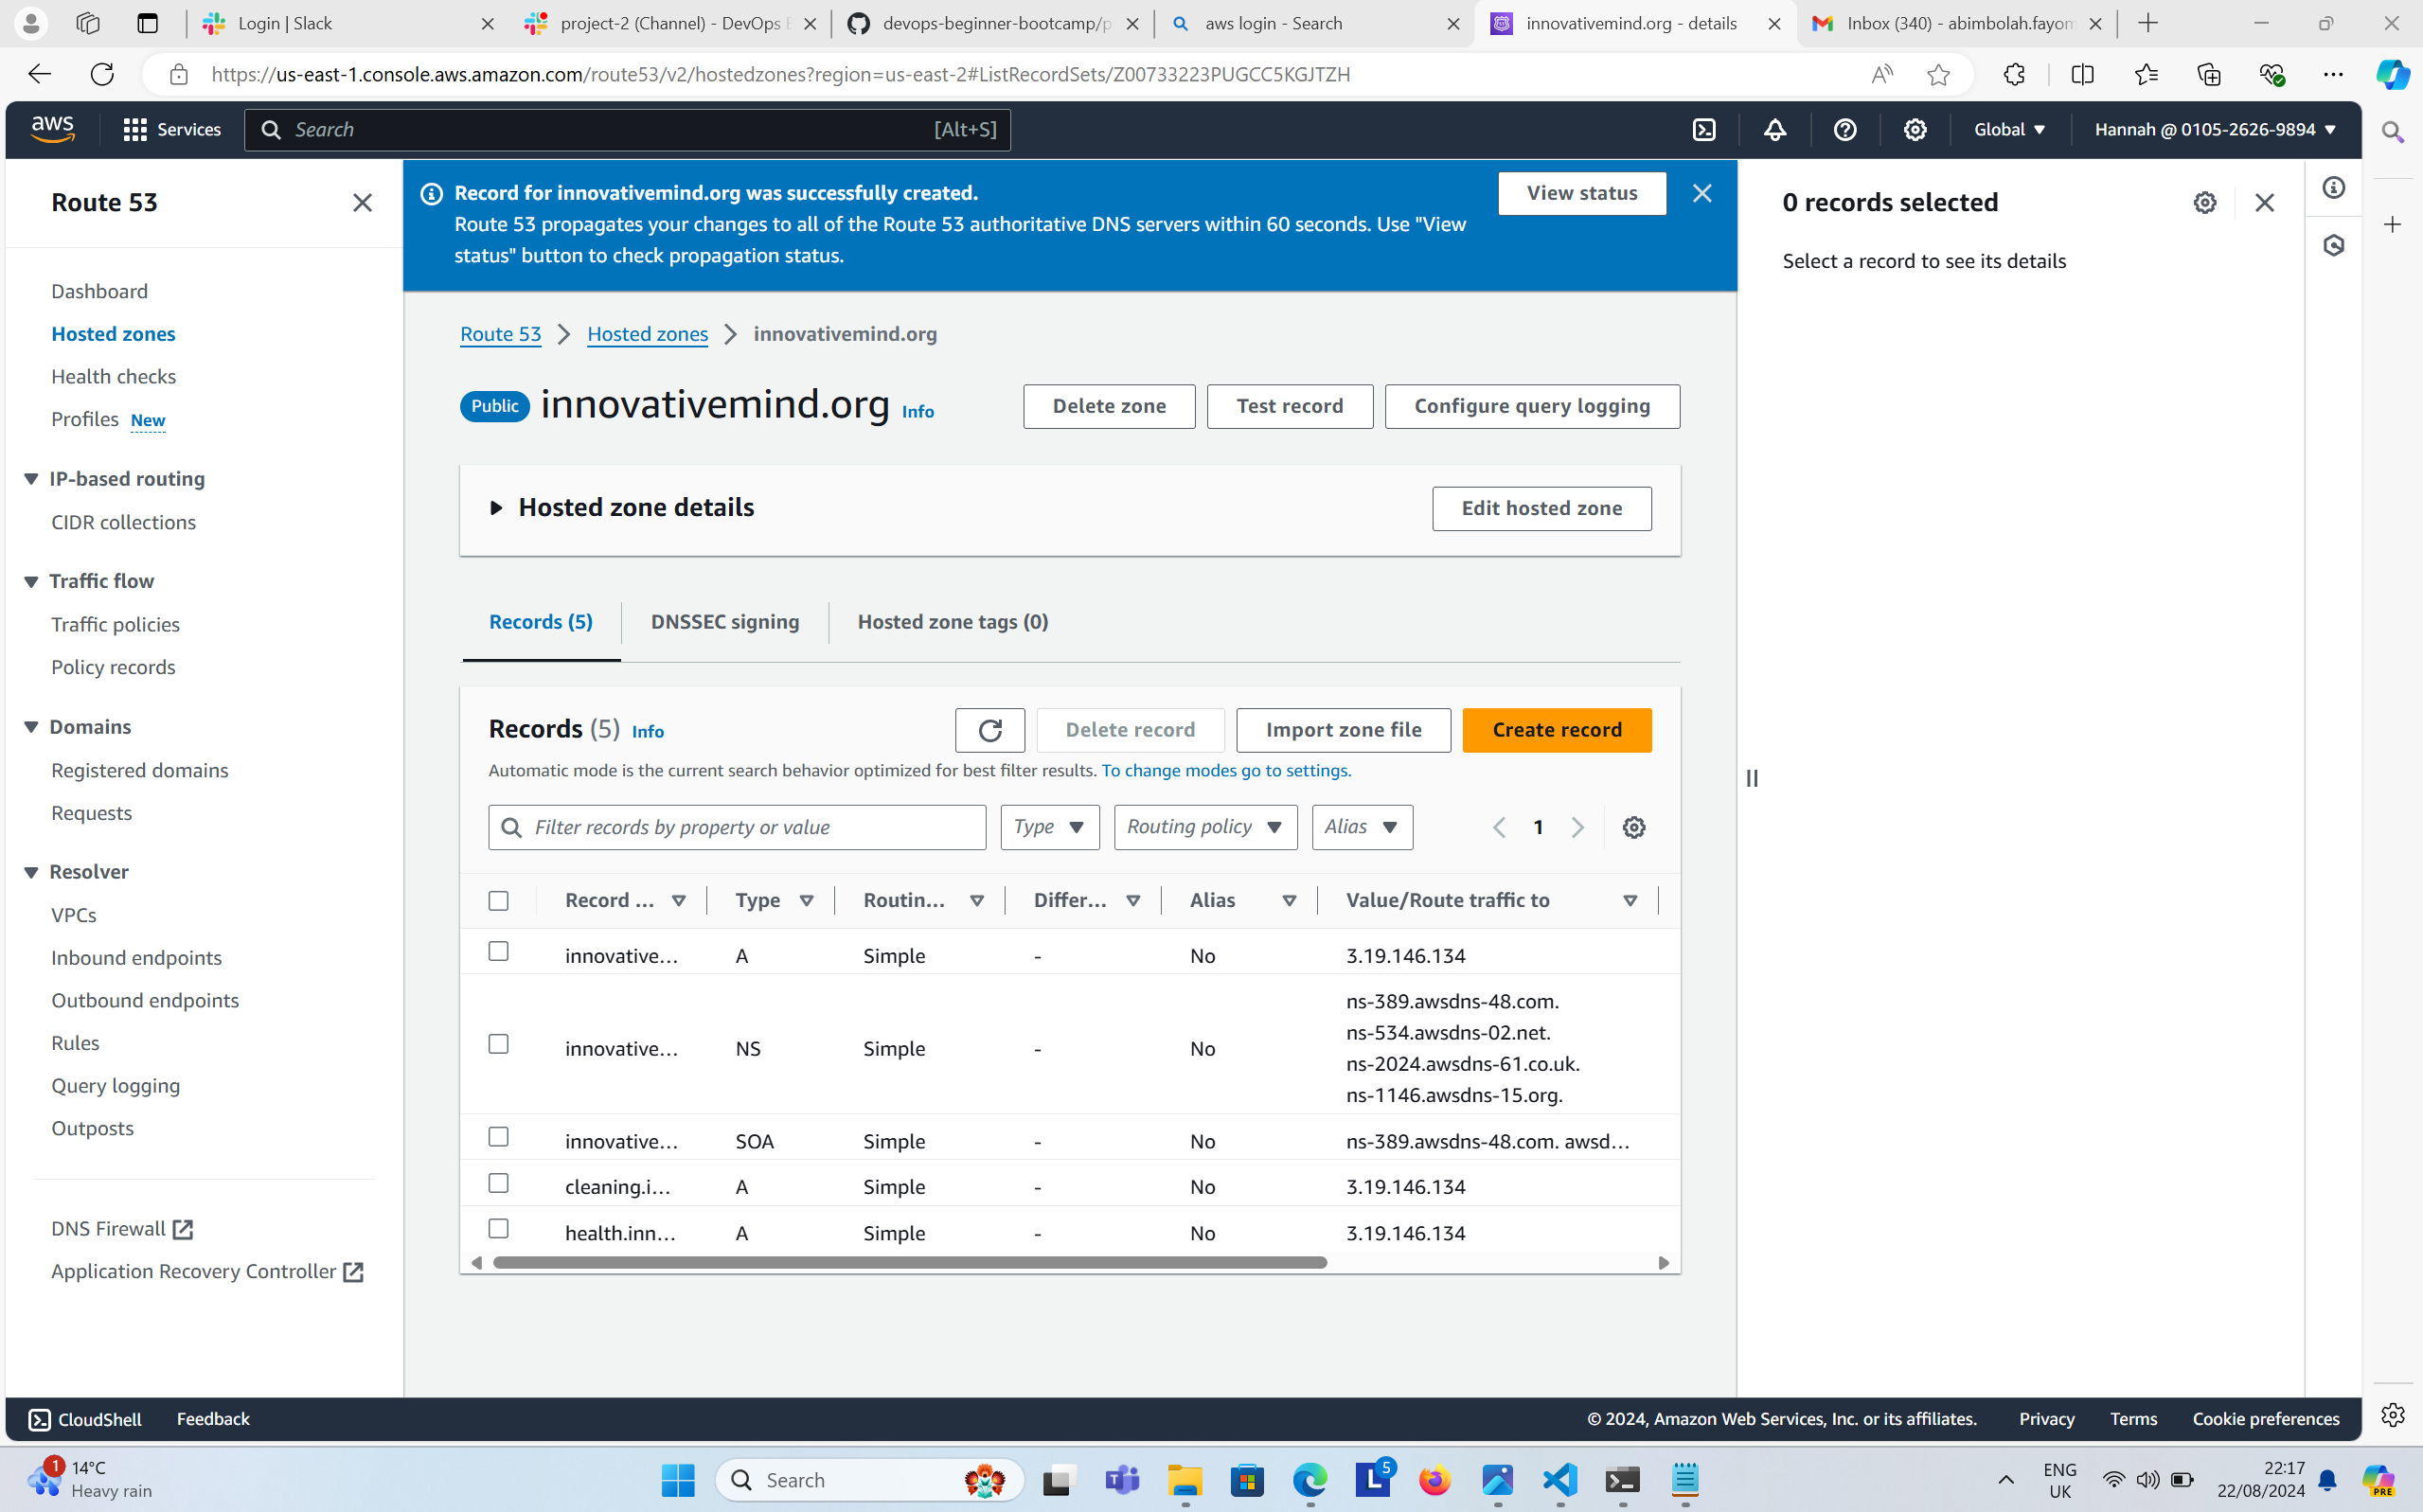 Login | Slack
project-2 (Channel) - DevOps
devops-beginner-bootcamp/p
aws login - Search
innovativemind.org - details
Inbox (340) - abimbolah.fayom
https://us-east-1.console.aws.amazon.com/route53/v2/hostedzones?region=us-east-2#ListRecordSets/Z00733223PUGCC5KGJTZH
aws
Services
Search
[Alt+S]
Global
Hannah @ 0105-2626-9894
Route 53
Dashboard
Hosted zones
Health checks
Profiles New
IP-based routing
CIDR collections
Traffic flow
Traffic policies
Policy records
Domains
Registered domains
Requests
Resolver
VPCs
Inbound endpoints
Outbound endpoints
Rules
Query logging
Outposts
DNS Firewall
Application Recovery Controller
Record for innovativemind.org was successfully created.
Route 53 propagates your changes to all of the Route 53 authoritative DNS servers within 60 seconds. Use "View
status" button to check propagation status.
View status
Route 53 Hosted zones innovativemind.org
Public innovativemind.org Info
Delete zone
Test record
Configure query logging
Hosted zone details
Edit hosted zone
Records (5)
DNSSEC signing
Hosted zone tags (0)
Records (5) Info
Delete record
Import zone file
Create record
Automatic mode is the current search behavior optimized for best filter results. To change modes go to settings.
Filter records by property or value
Type
Routing policy
Alias
1
Record ... Type Routin... Differ... Alias Value/Route traffic to
innovative... A Simple - No 3.19.146.134
innovative... NS Simple - No
ns-389.awsdns-48.com.
ns-534.awsdns-02.net.
ns-2024.awsdns-61.co.uk.
ns-1146.awsdns-15.org.
innovative... SOA Simple - No ns-389.awsdns-48.com. awsd...
cleaning.i... A Simple - No 3.19.146.134
health.inn... A Simple - No 3.19.146.134
0 records selected
Select a record to see its details
CloudShell
Feedback
© 2024, Amazon Web Services, Inc. or its affiliates.
Privacy
Terms
Cookie preferences
1
14°C
Heavy rain
Search
5
ENG
UK
22:17
22/08/2024
PRE